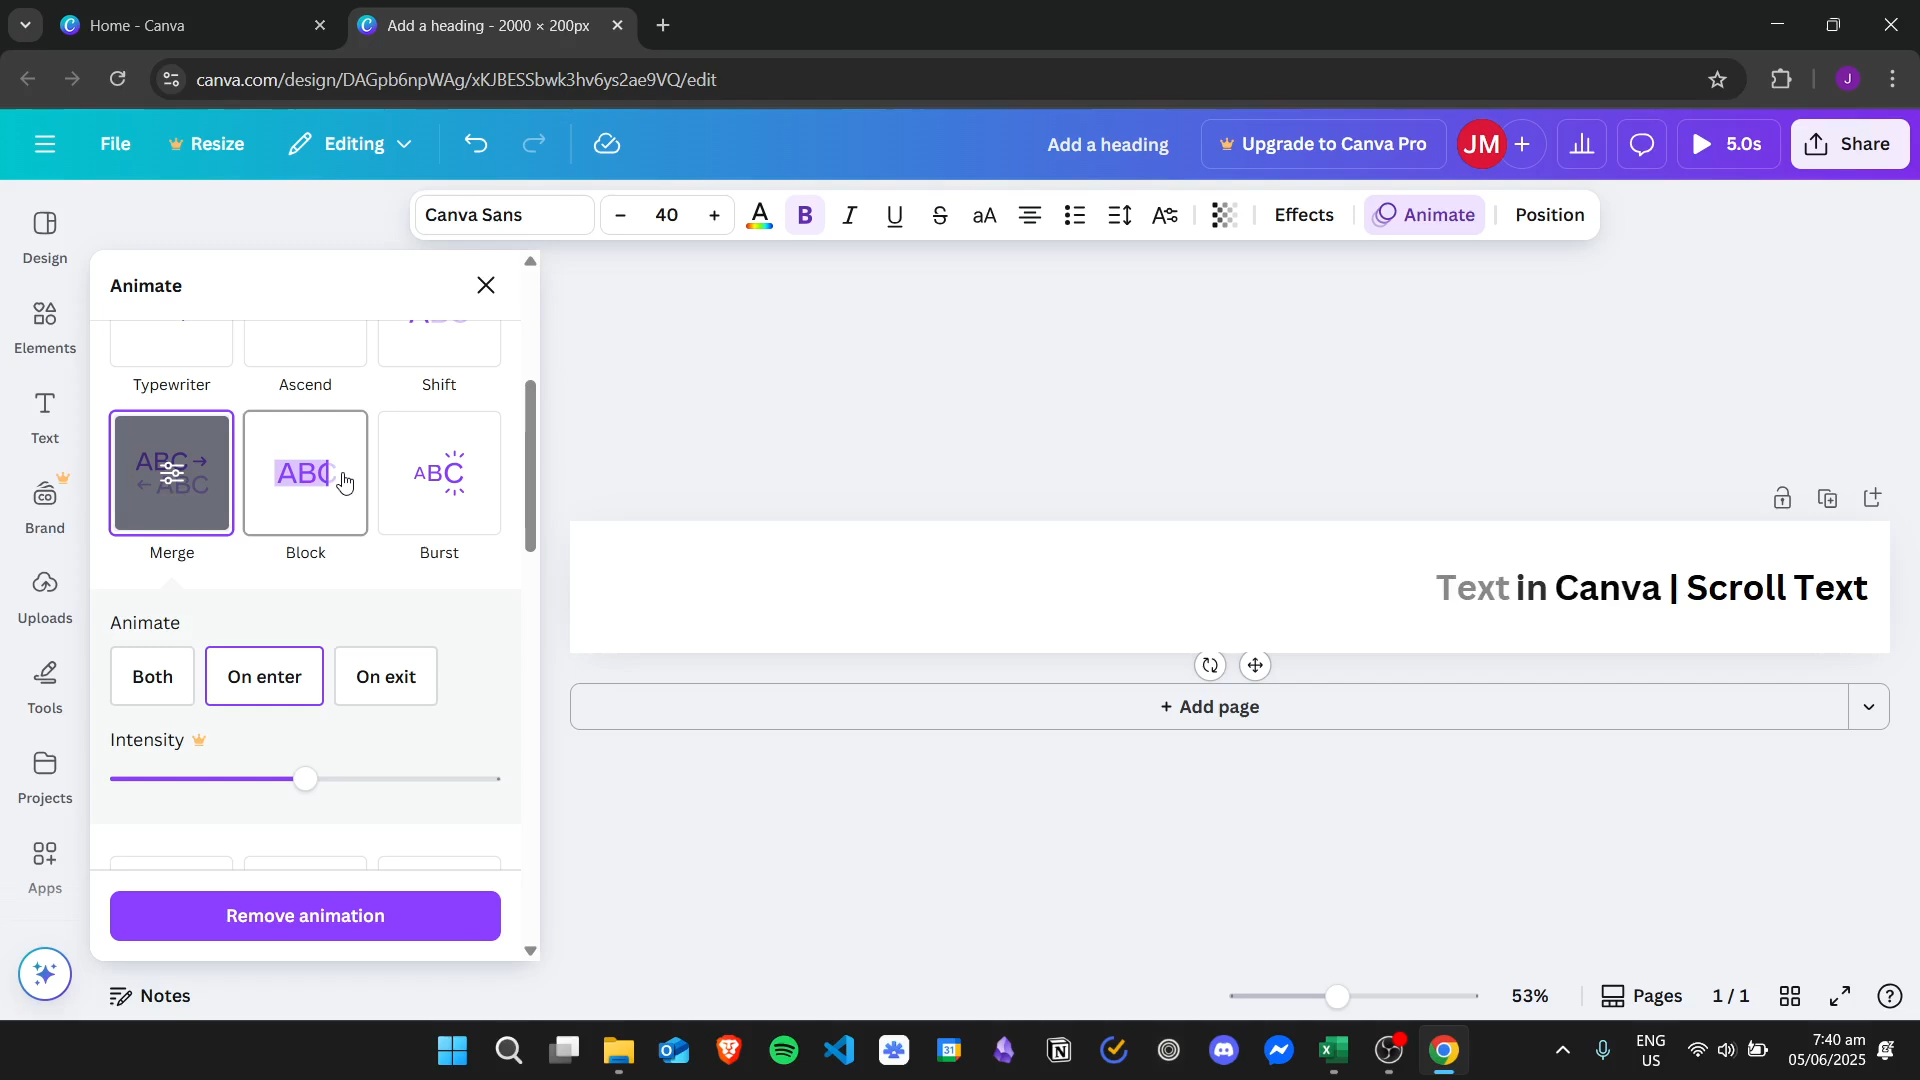 Home - Canva
Add a heading - 2000 × 200px
canva.com/design/DAGpb6npWAg/xKJBESSbwk3hv6ys2ae9VQ/edit
J
File
Resize
Editing
Add a heading
Upgrade to Canva Pro
JM
5.0s
Share
Canva Sans
40
A
B
I
U
S
aA
Effects
Animate
Position
Design
Elements
Text
Brand
Uploads
Tools
Projects
Apps
Animate
Typewriter
Ascend
Shift
ABC
ABC
ABC
ABC
Merge
Block
Burst
Animate
Both
On enter
On exit
Intensity
Remove animation
Text in Canva | Scroll Text
+ Add page
Notes
53%
Pages
1 / 1
ENG
US
7:40 am
05/06/2025